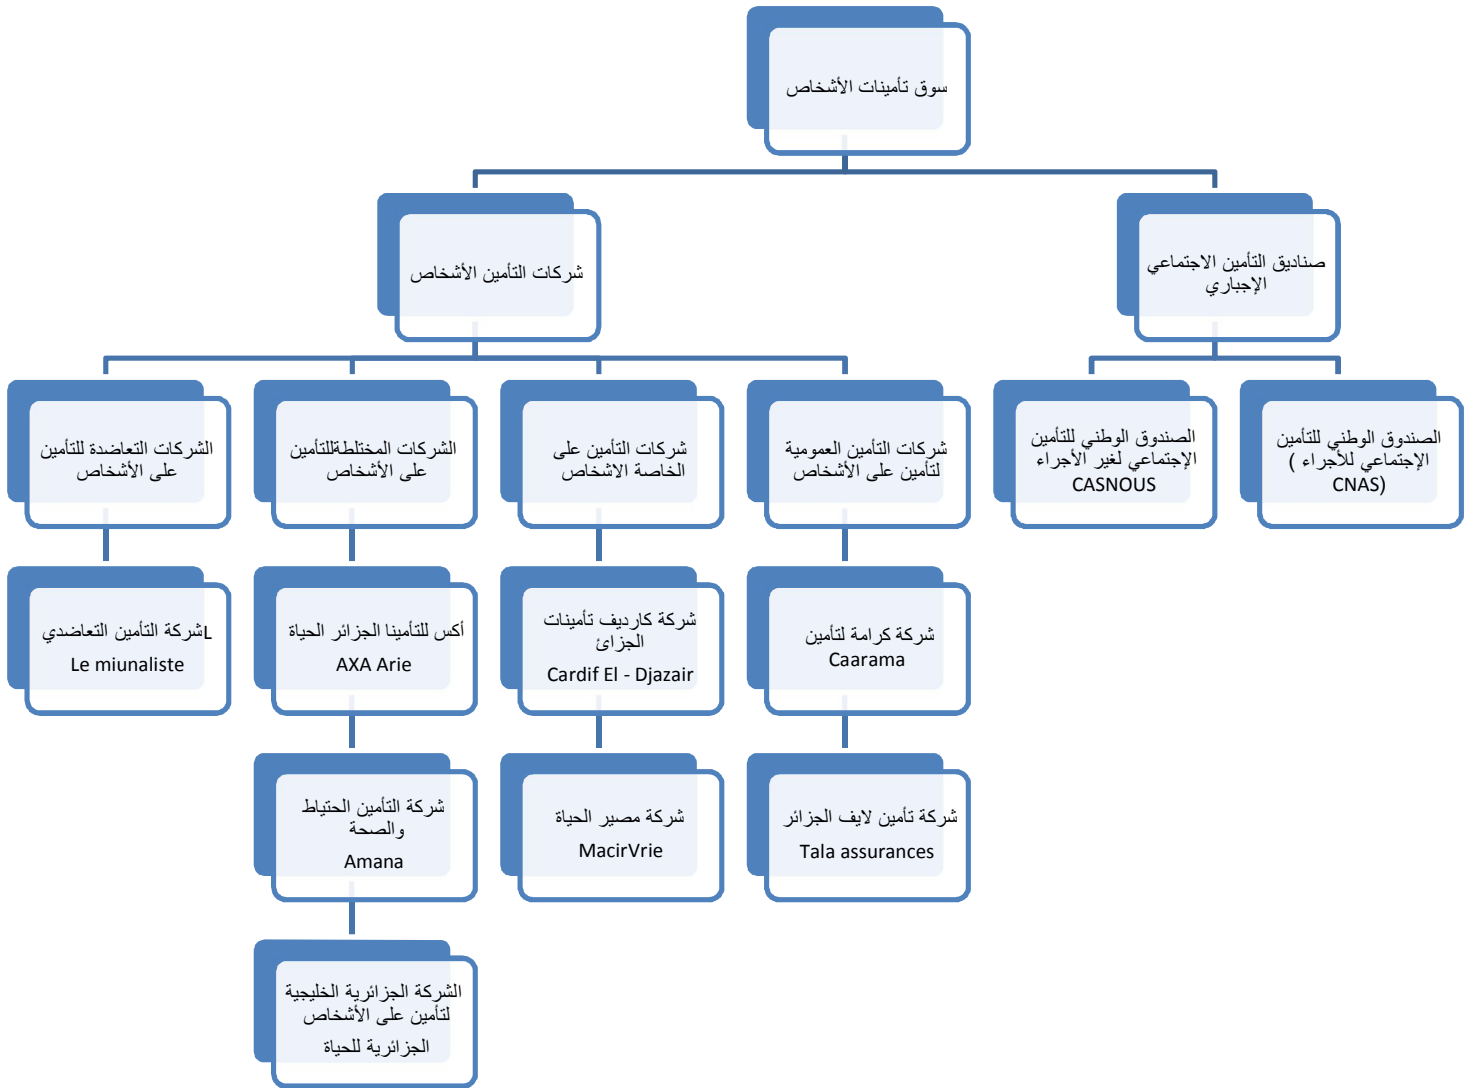 سوق تأمينات الأشخاص
صناديق التأمين الاجتماعي
الإجباري
شركات التأمين الأشخاص
الصندوق الوطني للتأمين
الإجتماعي للأجراء (
CNAS)
الصندوق الوطني للتأمين
الإجتماعي لغير الأجراء
CASNOUS
شركات التأمين العمومية
لتأمين على الأشخاص
شركات التأمين على
الخاصة الاشخاص
الشركات المختلطةللتأمين
على الأشخاص
الشركات التعاضدة للتأمين
على الأشخاص
شركة كرامة لتأمين
Caarama
شركة كارديف تأمينات
الجزائ
Cardif El - Djazair
أكس للتأمينا الجزائر الحياة
AXA Arie
Lشركة التأمين التعاضدي
Le miunaliste
شركة تأمين لايف الجزائر
Tala assurances
شركة مصير الحياة
MacirVrie
شركة التأمين الحتياط
والصحة
Amana
الشركة الجزائرية الخليجية
لتأمين على الأشخاص
الجزائرية للحياة